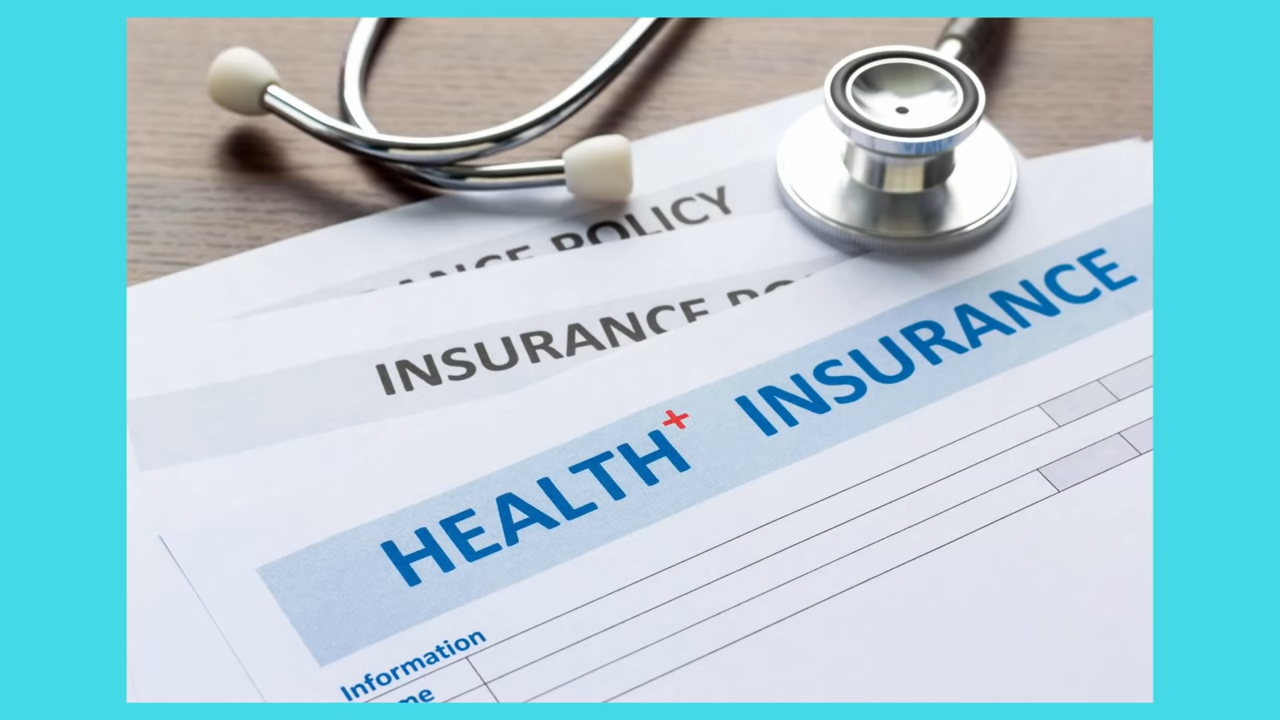 POLICY
INSURANCE
HEALTH+ INSURANCE
Information